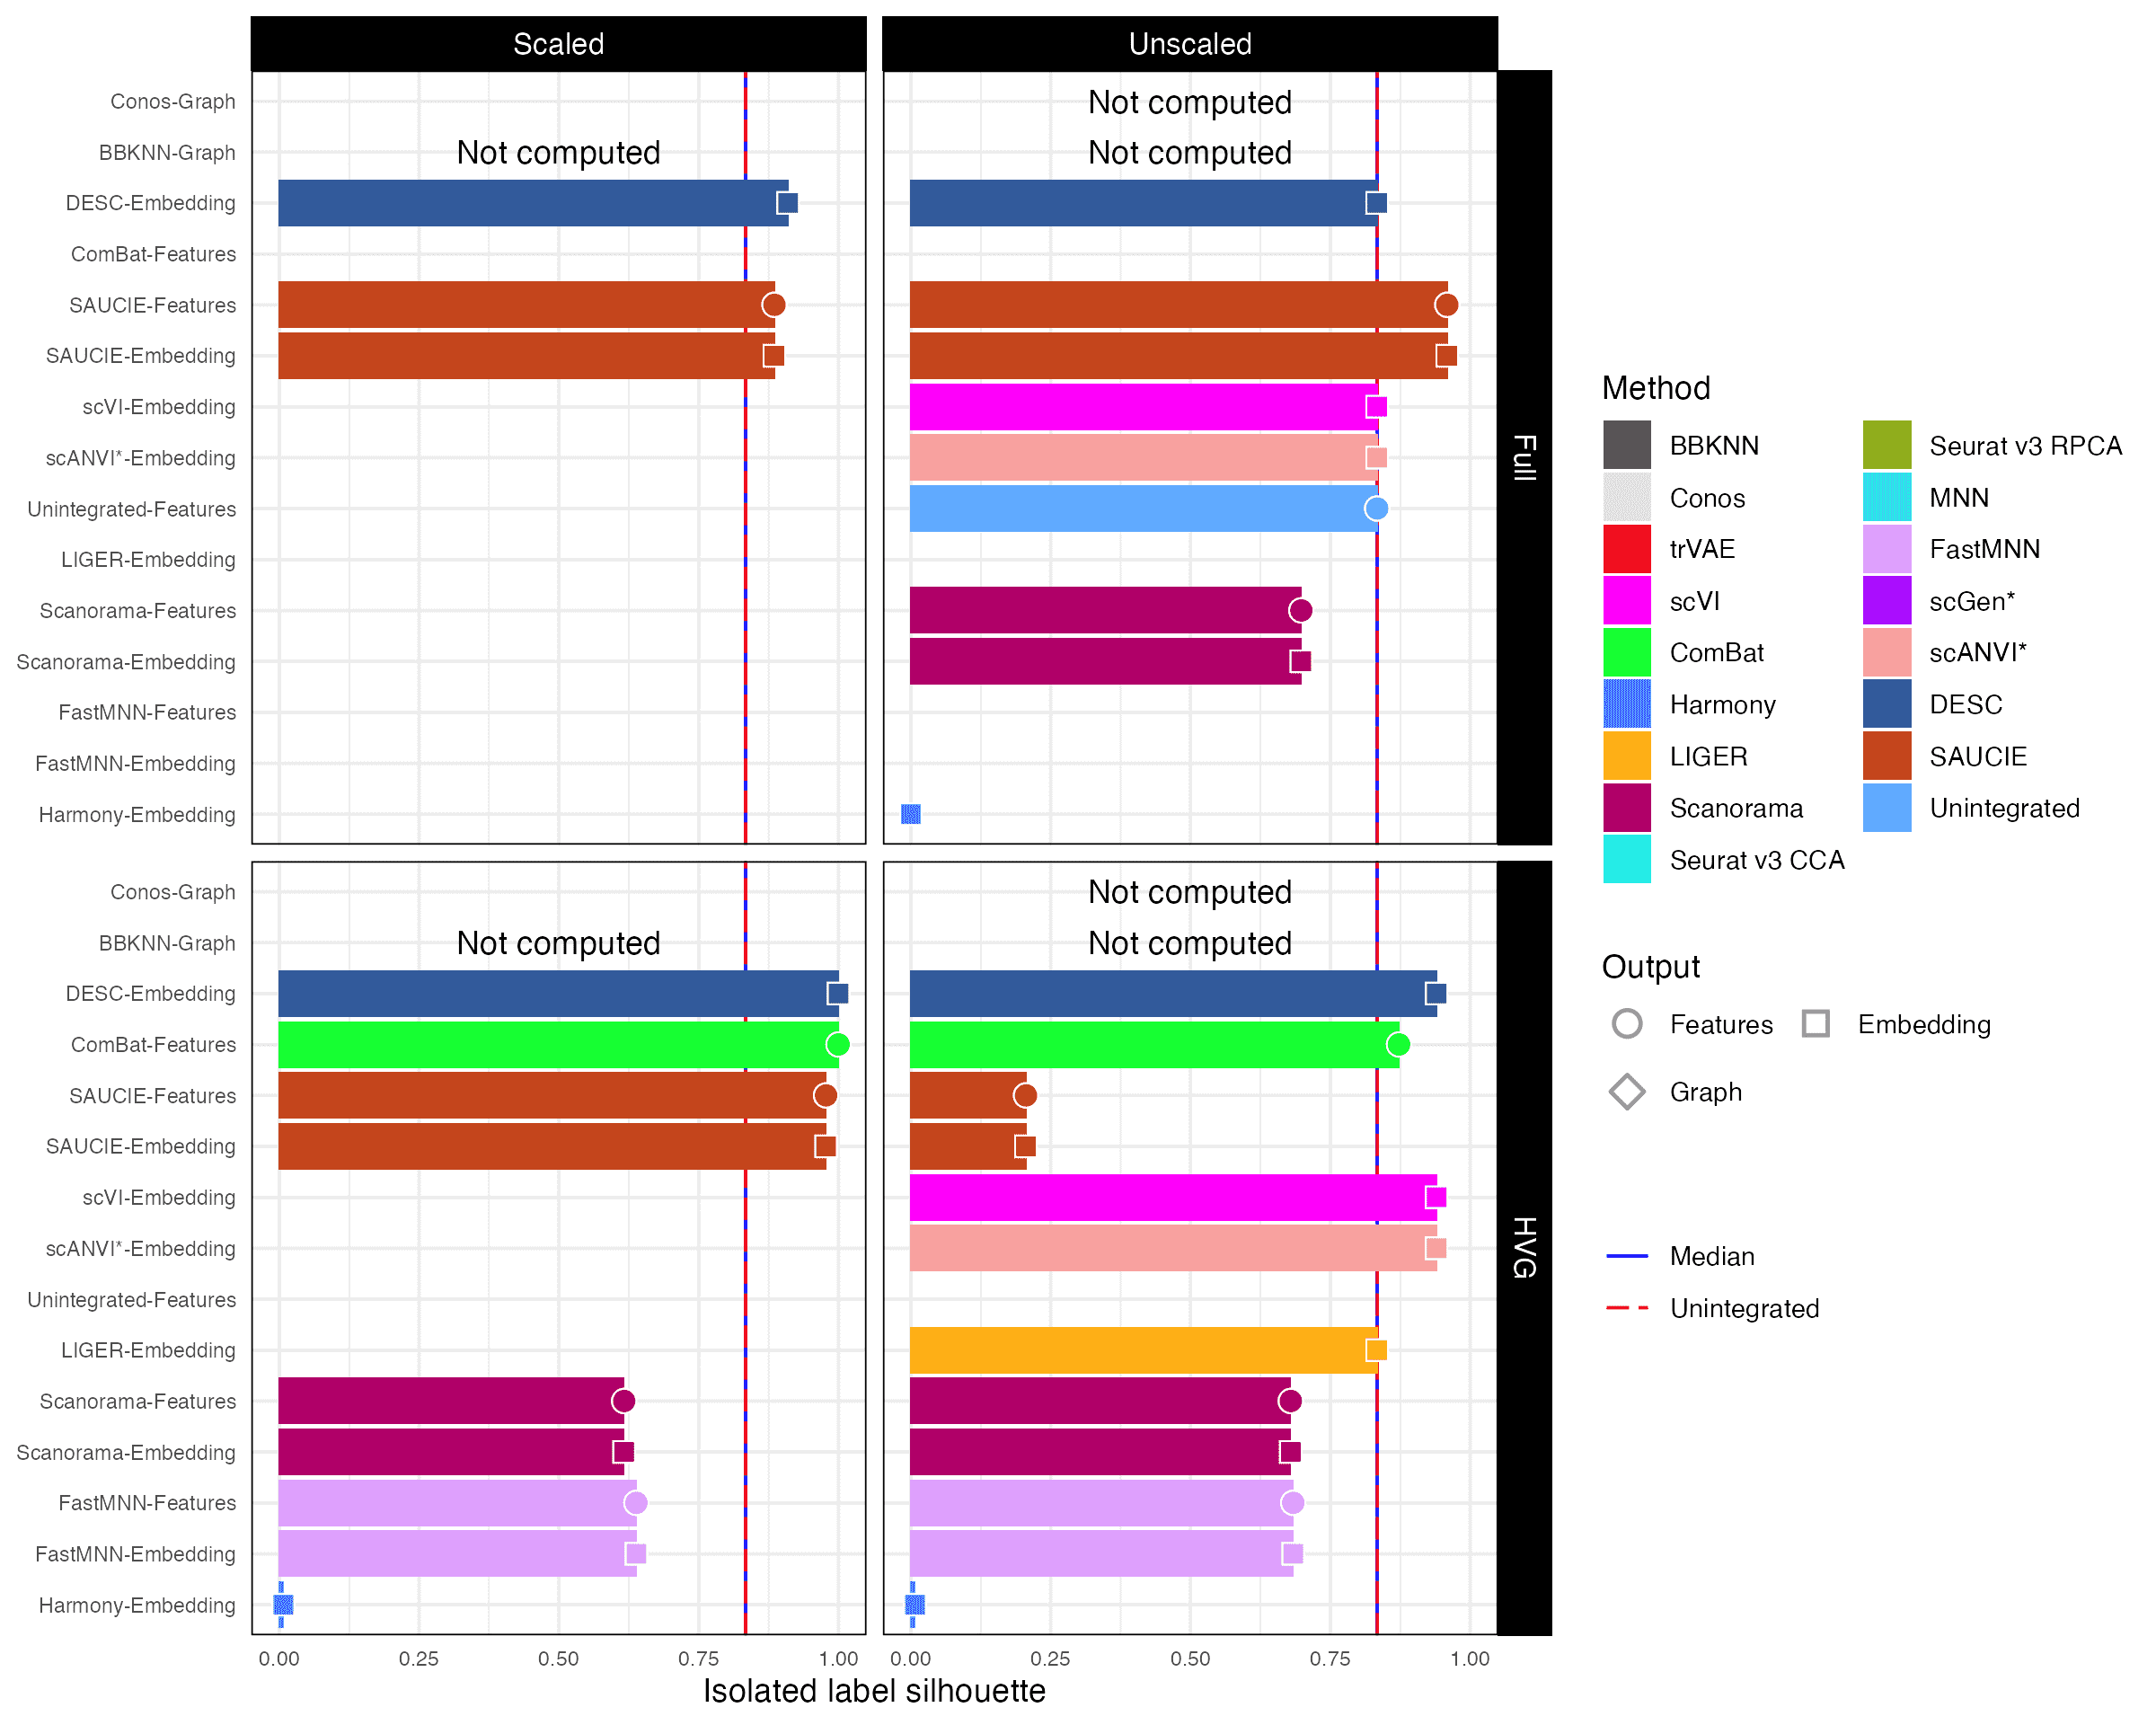 Scaled
Unscaled
Conos-Graph
BBKNN-Graph
DESC-Embedding
ComBat-Features
SAUCIE-Features
SAUCIE-Embedding
scVI-Embedding
scANVI*-Embedding
Unintegrated-Features
LIGER-Embedding
Scanorama-Features
Scanorama-Embedding
FastMNN-Features
FastMNN-Embedding
Harmony-Embedding
Not computed
Not computed
Not computed
Full
Conos-Graph
BBKNN-Graph
DESC-Embedding
ComBat-Features
SAUCIE-Features
SAUCIE-Embedding
scVI-Embedding
scANVI*-Embedding
Unintegrated-Features
LIGER-Embedding
Scanorama-Features
Scanorama-Embedding
FastMNN-Features
FastMNN-Embedding
Harmony-Embedding
Not computed
Not computed
Not computed
HVG
0.00 0.25 0.50 0.75 1.00
0.00 0.25 0.50 0.75 1.00
Isolated label silhouette
Method
BBKNN
Conos
trVAE
scVI
ComBat
Harmony
LIGER
Scanorama
Seurat v3 CCA
Seurat v3 RPCA
MNN
FastMNN
scGen*
scANVI*
DESC
SAUCIE
Unintegrated
Output
Features
Embedding
Graph
Median
Unintegrated